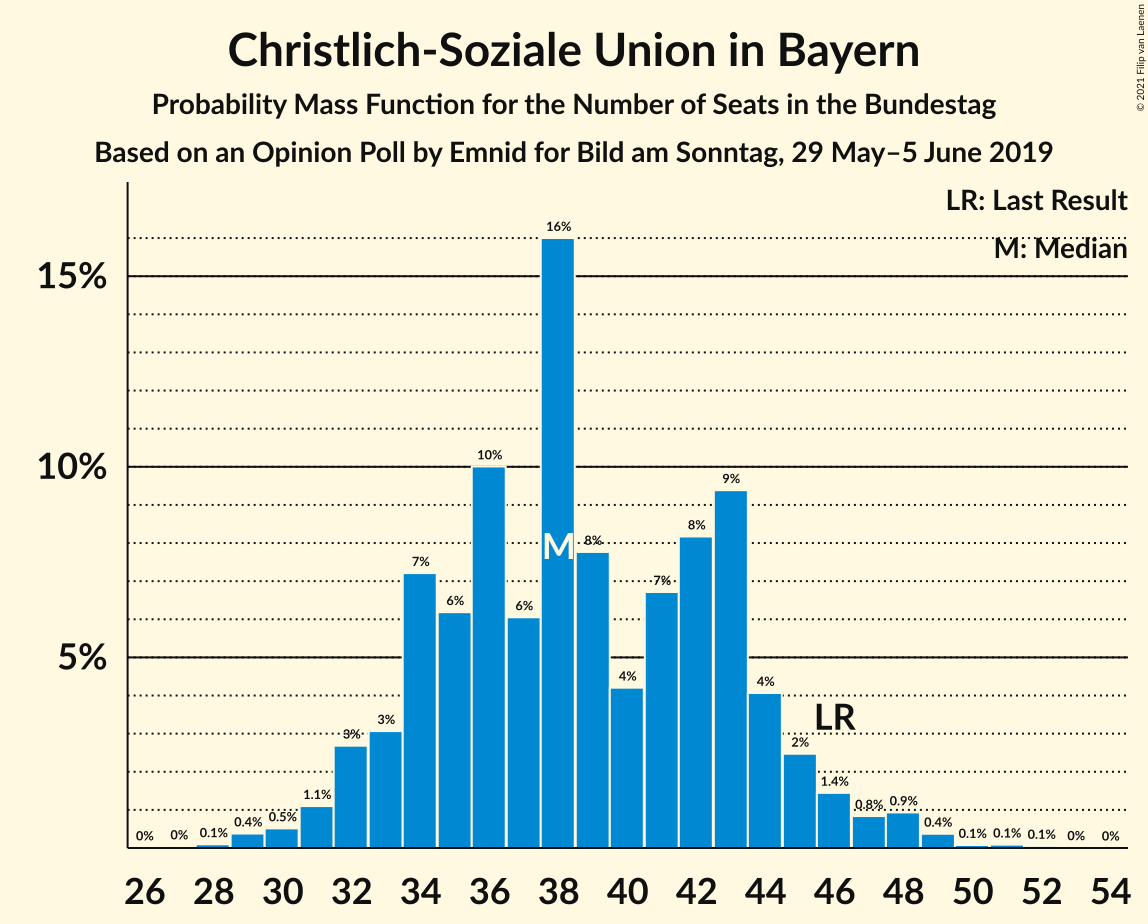 © 2021 Filip van Laenen
Christlich-Soziale Union in Bayern
Probability Mass Function for the Number of Seats in the Bundestag
Based on an Opinion Poll by Emnid for Bild am Sonntag, 29 May–5 June 2019
LR: Last Result
M: Median
15%
10%
5%
0% 0% 0.1% 0.4% 0.5% 1.1% 3% 3% 7% 6% 10% 6% 16% 8% 4% 7% 8% 9% 4% 2% 1.4% 0.8% 0.9% 0.4% 0.1% 0.1% 0.1% 0% 0%
M
LR
26 28 30 32 34 36 38 40 42 44 46 48 50 52 54